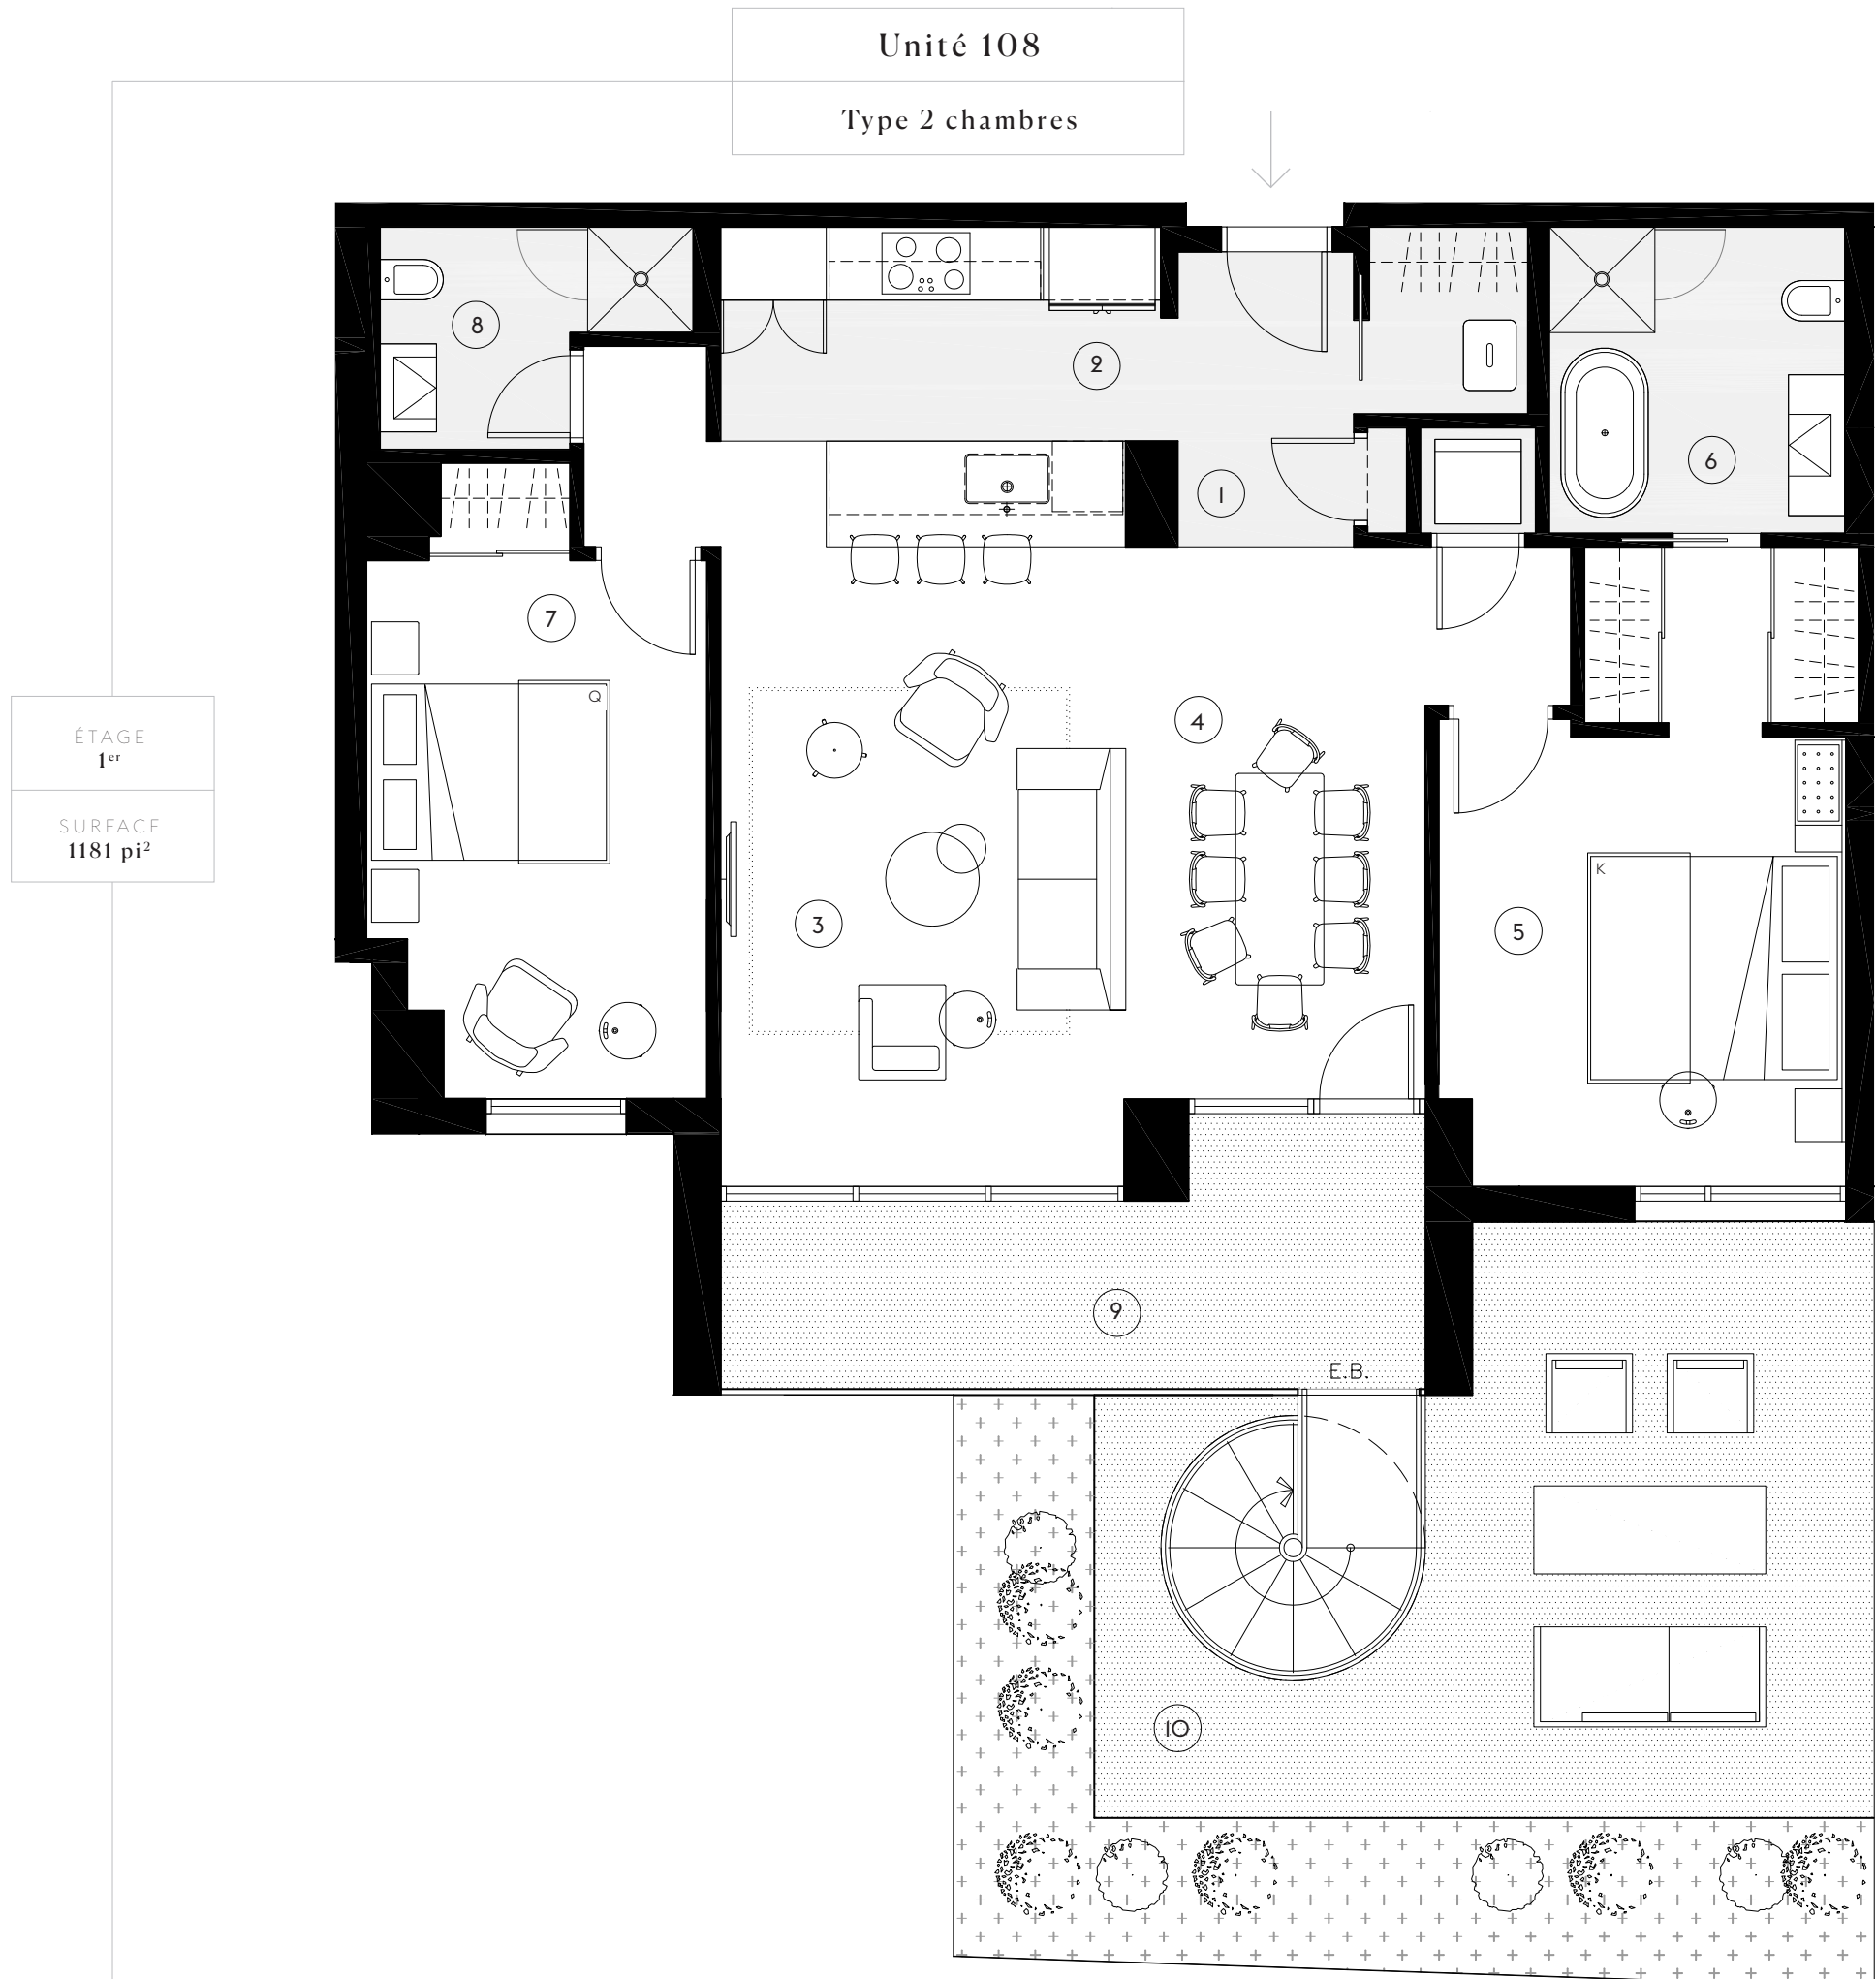 Unité 108
Type 2 chambres
8
2
1
6
7
Q
4
ÉTAGE
1er
SURFACE
1181 pi²
K
3
5
9
E.B.
10